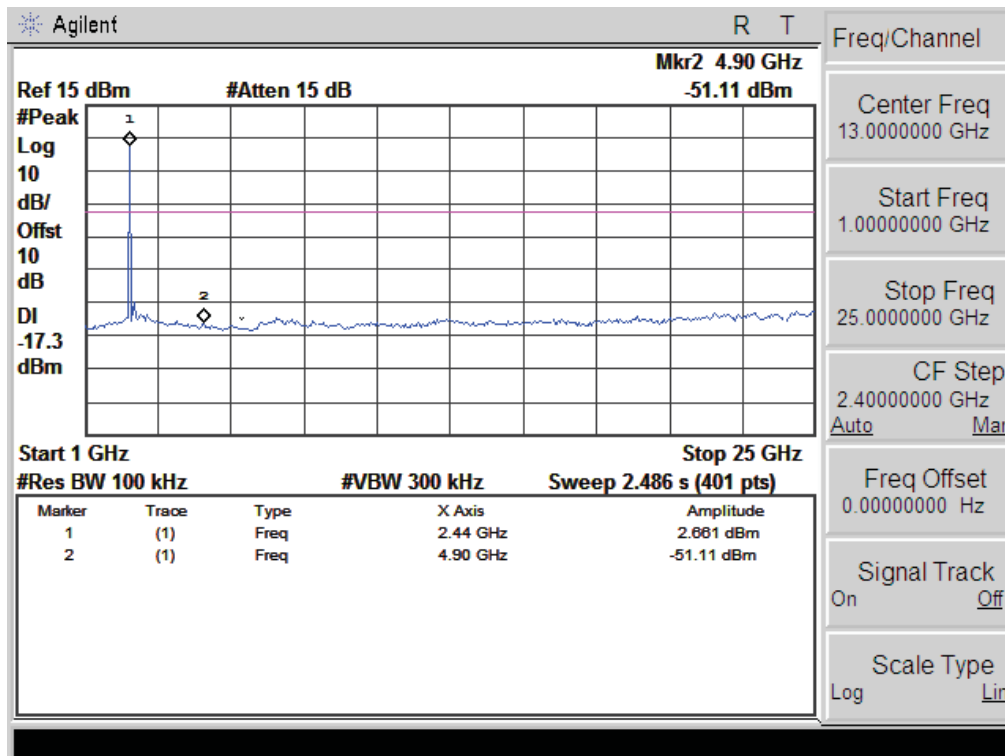 Agilent
R T
Mkr2 4.90 GHz
Ref 15 dBm #Atten 15 dB -51.11 dBm
#Peak
Log
10
dB/
Offst
10
dB
DI
-17.3
dBm
1
2
Start 1 GHz Stop 25 GHz
#Res BW 100 kHz #VBW 300 kHz Sweep 2.486 s (401 pts)
Marker Trace Type X Axis Amplitude
1 (1) Freq 2.44 GHz 2.661 dBm
2 (1) Freq 4.90 GHz -51.11 dBm
Freq/Channel
Center Freq
13.0000000 GHz
Start Freq
1.00000000 GHz
Stop Freq
25.0000000 GHz
CF Step
2.40000000 GHz
Auto Man
Freq Offset
0.00000000 Hz
Signal Track
On Off
Scale Type
Log Lin